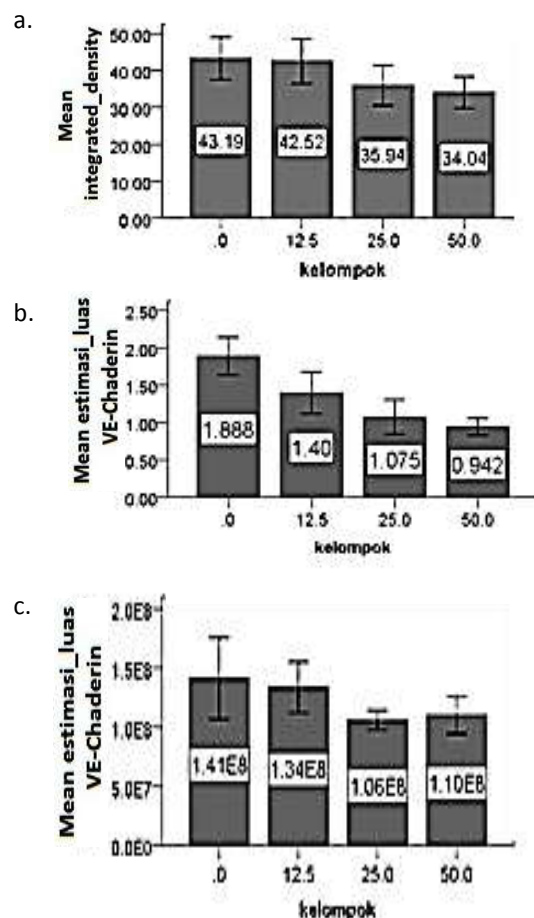 a.
Mean
integrated_density
50.00
40.00
30.00
20.00
10.00
0.00
43.19
42.52
35.94
34.04
.0
12.5
25.0
50.0
kelompok
b.
Mean estimasi_luas
VE-Chaderin
2.50
2.00
1.50
1.00
0.50
0.00
1.888
1.40
1.075
0.942
.0
12.5
25.0
50.0
kelompok
c.
Mean estimasi_luas
VE-Chaderin
2.0E8
1.5E8
1.0E8
5.0E7
0.0E0
1.41E8
1.34E8
1.06E8
1.10E8
.0
12.5
25.0
50.0
kelompok